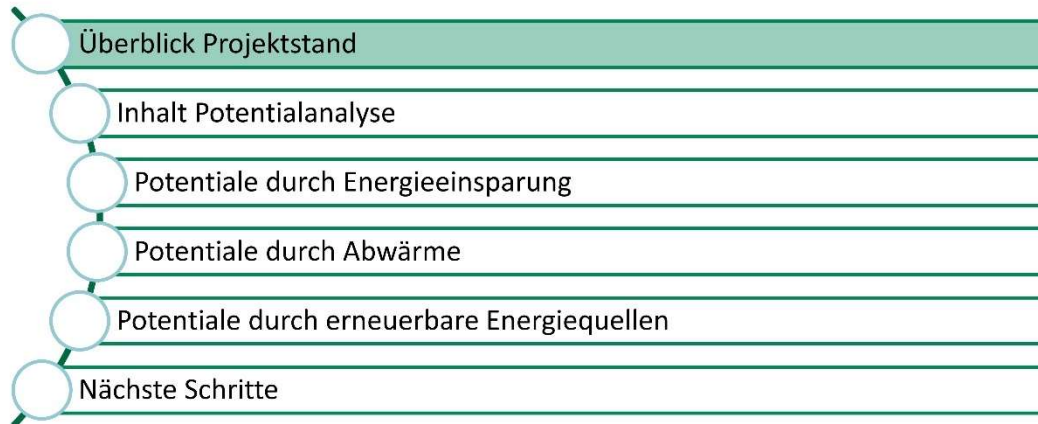 Überblick Projektstand
Inhalt Potentialanalyse
Potentiale durch Energieeinsparung
Potentiale durch Abwärme
Potentiale durch erneuerbare Energiequellen
Nächste Schritte